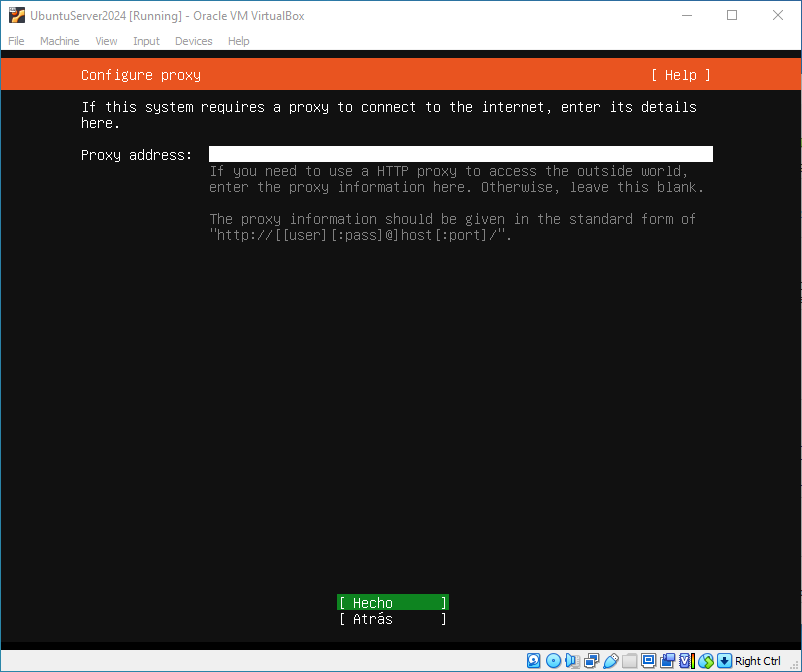 UbuntuServer2024 [Running] - Oracle VM VirtualBox
File Machine View Input Devices Help
Configure proxy [ Help ]
If this system requires a proxy to connect to the internet, enter its details
here.
Proxy address:
If you need to use a HTTP proxy to access the outside world,
enter the proxy information here. Otherwise, leave this blank.
The proxy information should be given in the standard form of
"http://[[user][:pass]@]host[:port]/".
[ Hecho ]
[ Atrás ]
Right Ctrl